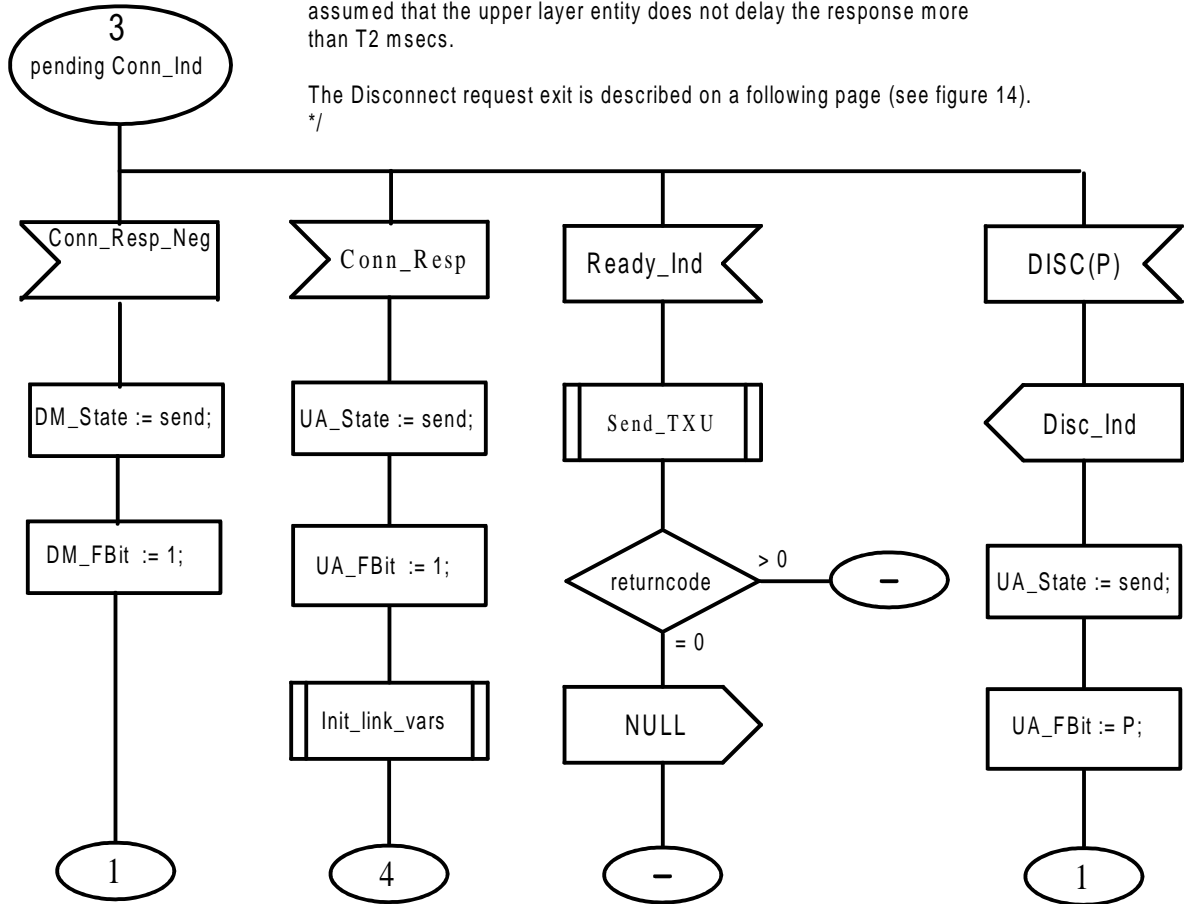 assumed that the upper layer entity does not delay the response more
than T2 msecs.
The Disconnect request exit is described on a following page (see figure 14).
*/
3
pending Conn_Ind
Conn_Resp_Neg
Conn_Resp
Ready_Ind
DISC(P)
DM_State := send;
UA_State := send;
Send_TXU
Disc_Ind
DM_FBit := 1;
UA_FBit := 1;
returncode
> 0
–
UA_State := send;
= 0
Init_link_vars
NULL
UA_FBit := P;
1
4
–
1